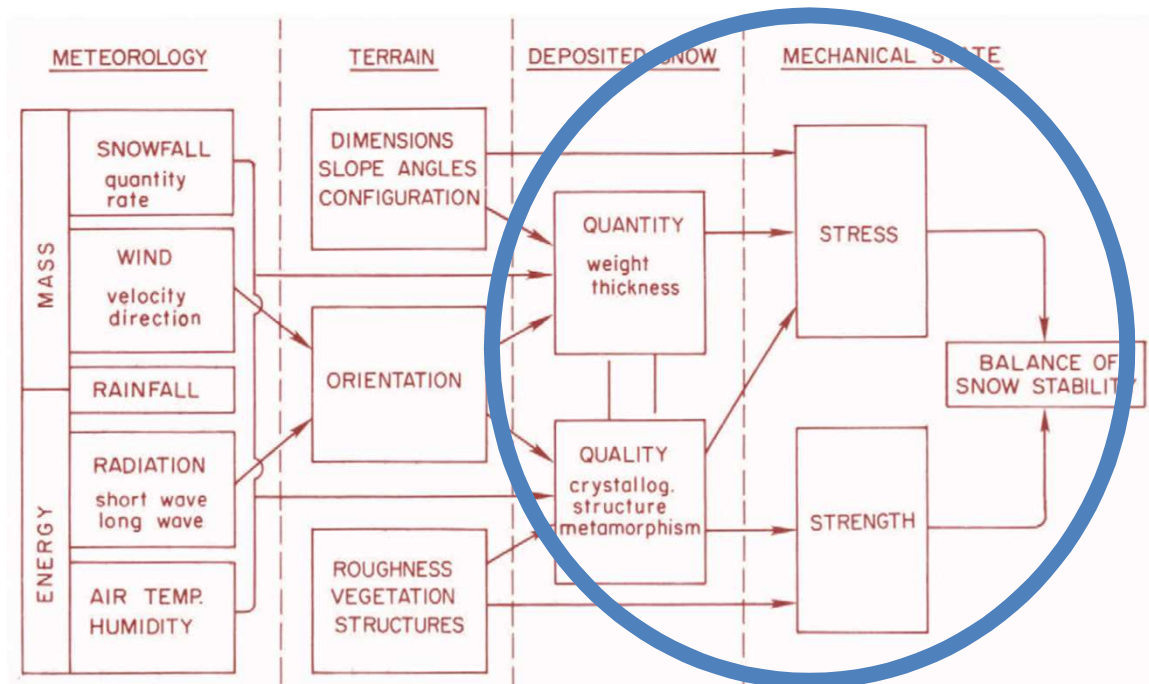 METEOROLOGY
TERRAIN
DEPOSITED SNOW
MECHANICAL STATE
MASS
ENERGY
SNOWFALL
quantity
rate
WIND
velocity
direction
RAINFALL
RADIATION
short wave
long wave
AIR TEMP.
HUMIDITY
DIMENSIONS
SLOPE ANGLES
CONFIGURATION
ORIENTATION
ROUGHNESS
VEGETATION
STRUCTURES
QUANTITY
weight
thickness
QUALITY
crystallog.
structure
metamorphism
STRESS
STRENGTH
BALANCE OF
SNOW STABILITY